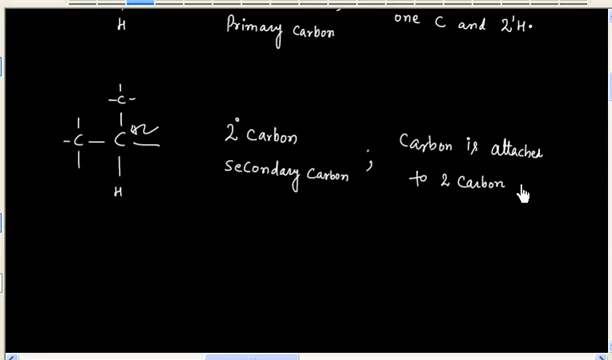 H
Primary Carbon
one C and 2'H.
-C-
-C-C
H
2° Carbon
Secondary Carbon ;
Carbon is attached
to 2 Carbon